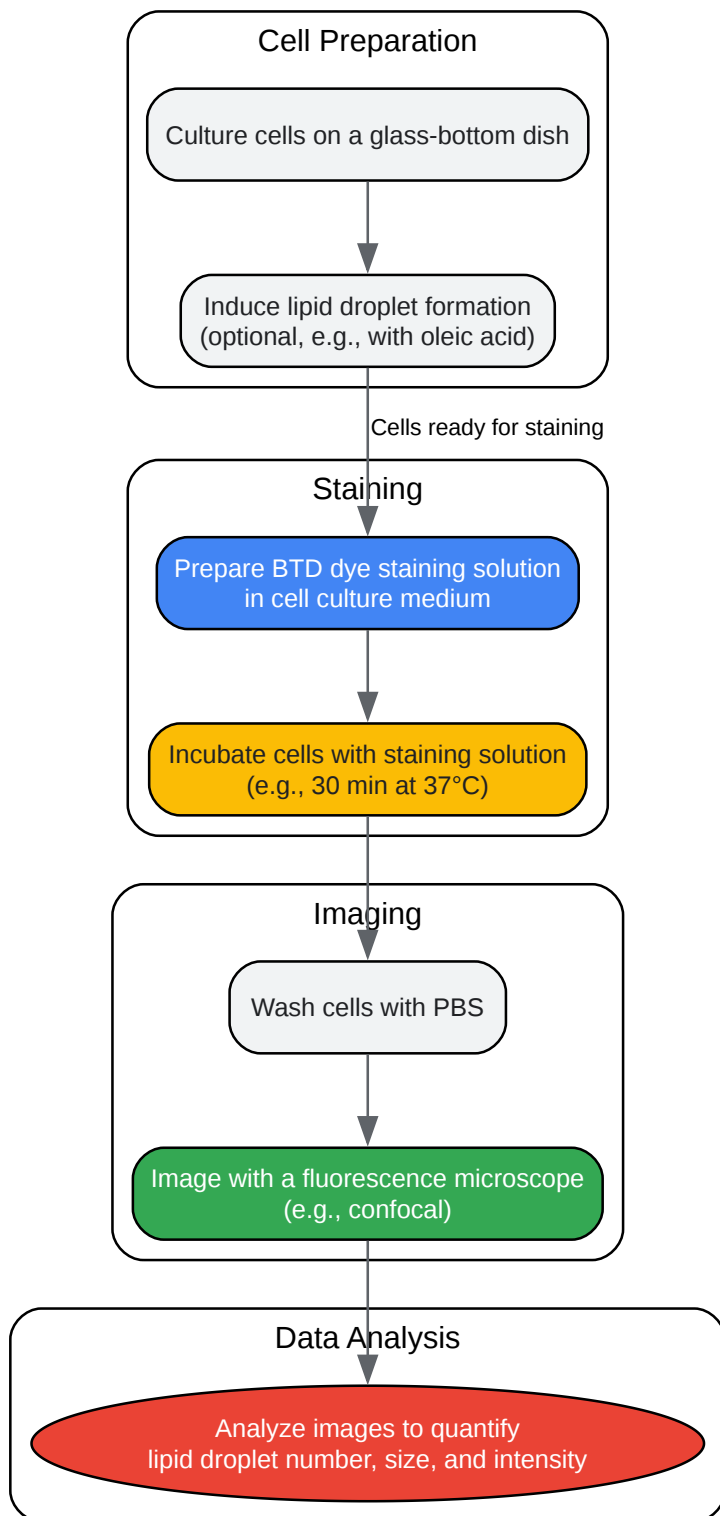 Cell Preparation
Culture cells on a glass-bottom dish
Induce lipid droplet formation
(optional, e.g., with oleic acid)
Cells ready for staining
Staining
Prepare BTD dye staining solution
in cell culture medium
Incubate cells with staining solution
(e.g., 30 min at 37°C)
Imaging
Wash cells with PBS
Image with a fluorescence microscope
(e.g., confocal)
Data Analysis
Analyze images to quantify
lipid droplet number, size, and intensity